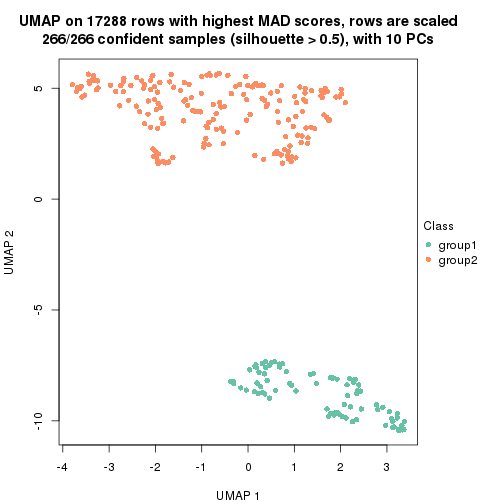 UMAP on 17288 rows with highest MAD scores, rows are scaled
266/266 confident samples (silhouette > 0.5), with 10 PCs
5
0
-5
-10
UMAP 2
-4
-3
-2
-1
0
1
2
3
UMAP 1
Class
group1
group2